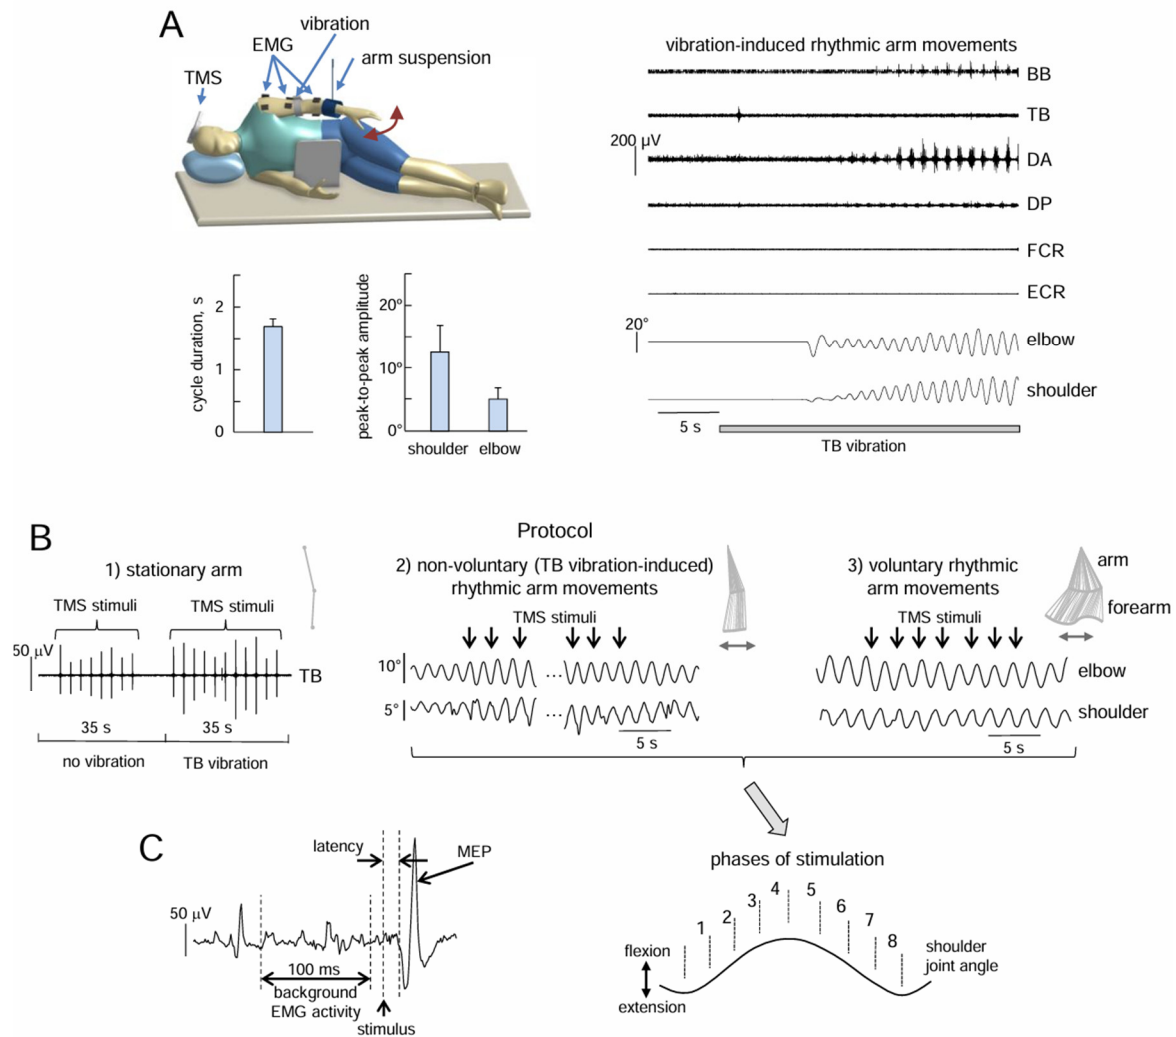 A
vibration
EMG
arm suspension
TMS
vibration-induced rhythmic arm movements
BB
TB
200 µV
DA
DP
FCR
ECR
20°
elbow
shoulder
5 s
TB vibration
cycle duration, s
2
1
0
peak-to-peak amplitude
20°
10°
0°
shoulder elbow
B
Protocol
1) stationary arm
TMS stimuli TMS stimuli
50 µV
TB
35 s 35 s
no vibration TB vibration
2) non-voluntary (TB vibration-induced)
rhythmic arm movements
TMS stimuli
10°
5°
... 
...
5 s
3) voluntary rhythmic
arm movements
TMS stimuli
arm
forearm
elbow
shoulder
5 s
C
latency
MEP
50 µV
100 ms
background
EMG activity
stimulus
phases of stimulation
1 2 3 4 5 6 7 8
flexion
extension
shoulder
joint angle